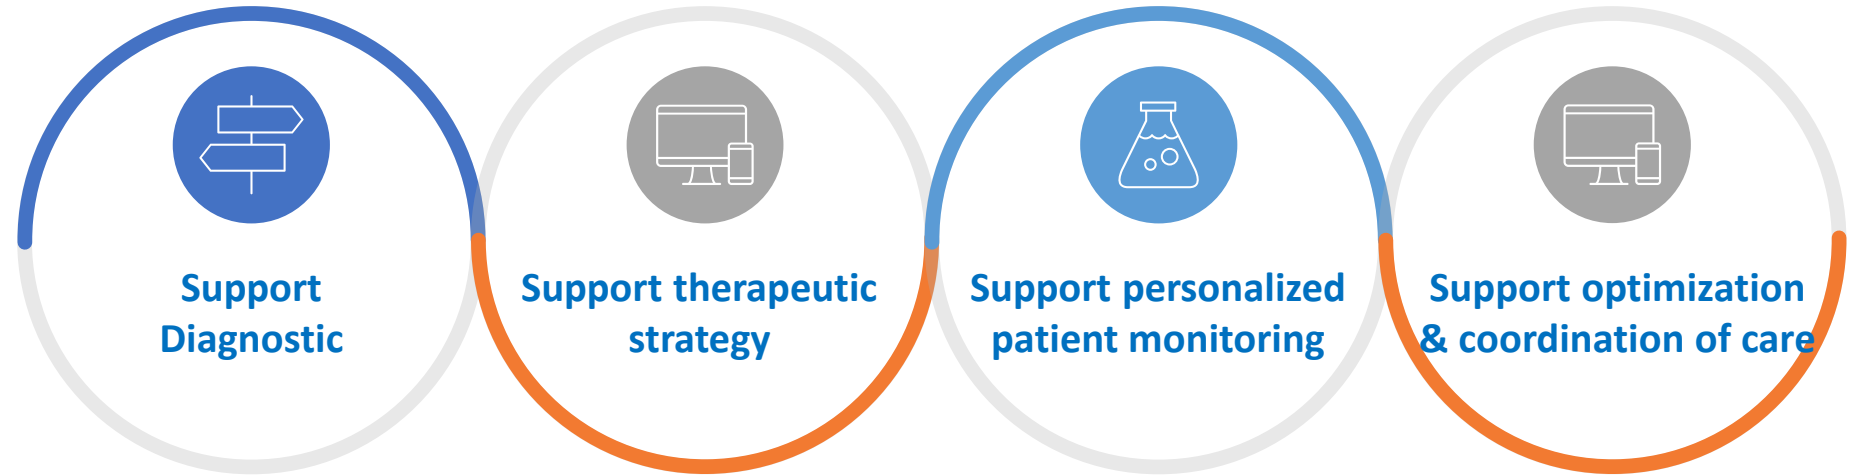 Support
Diagnostic
Support therapeutic
strategy
Support personalized
patient monitoring
Support optimization
& coordination of care